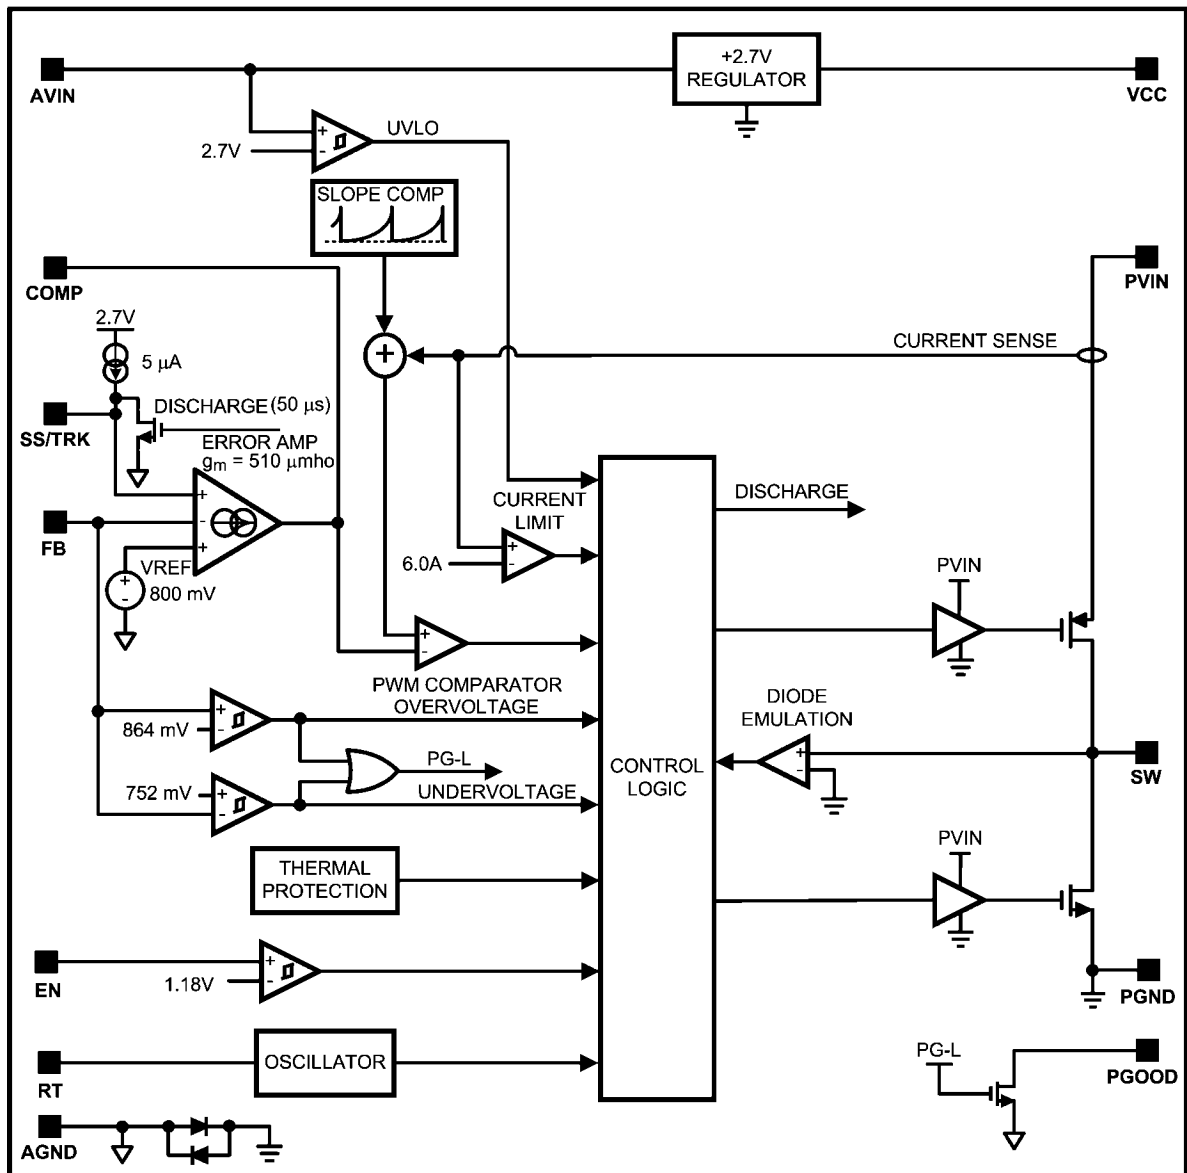 +2.7V
REGULATOR
AVIN
VCC
UVLO
+
-
2.7V
SLOPE COMP
COMP
PVIN
2.7V
CURRENT SENSE
+
5 µA
DISCHARGE (50 µs)
SS/TRK
ERROR AMP
gm = 510 µmho
+
DISCHARGE
CURRENT
LIMIT
FB
-
+
+
-
6.0A
VREF
+
-
800 mV
PVIN
+
-
PWM COMPARATOR
OVERVOLTAGE
DIODE
EMULATION
+
-
864 mV
PG-L
CONTROL
LOGIC
+
-
SW
752 mV
+
-
UNDERVOLTAGE
PVIN
THERMAL
PROTECTION
EN
+
-
1.18V
PGND
OSCILLATOR
RT
PG-L
PGOOD
AGND